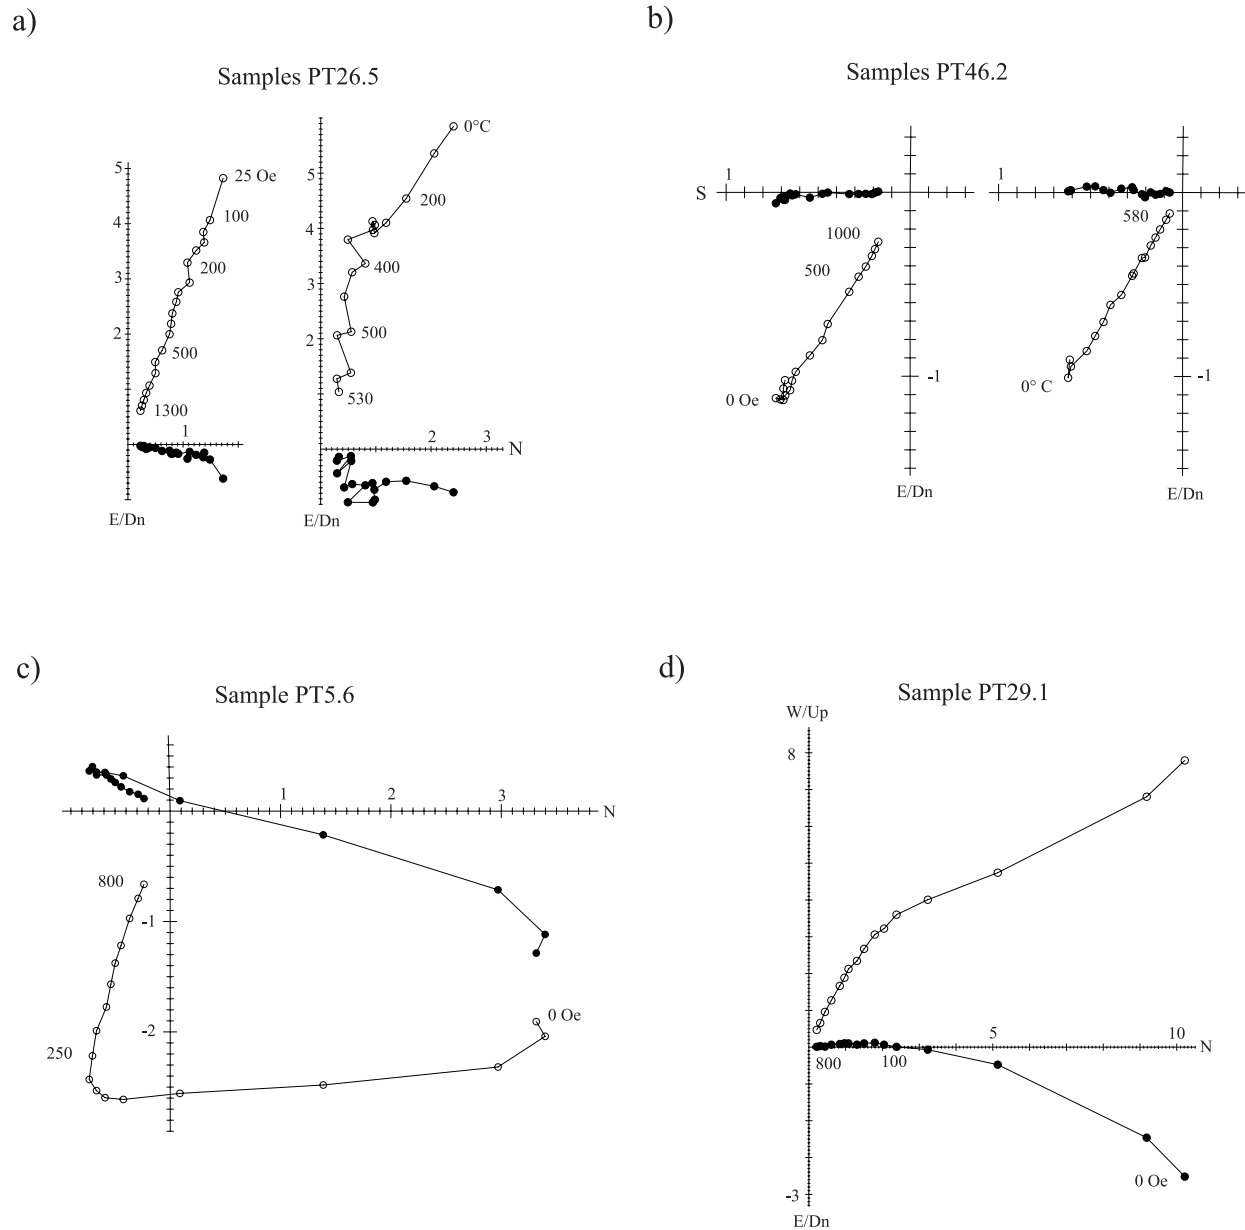 a)
b)
Samples PT26.5
Samples PT46.2
5
4
3
2
25 Oe
100
200
500
1300
1
E/Dn
5
4
2
0°C
200
400
500
530
2
3
N
E/Dn
1
S
1000
500
0 Oe
-1
E/Dn
1
580
0° C
-1
E/Dn
c)
d)
Sample PT5.6
Sample PT29.1
1
2
3
N
800
-1
-2
250
0 Oe
W/Up
8
5
10
N
800
100
0 Oe
-3
E/Dn